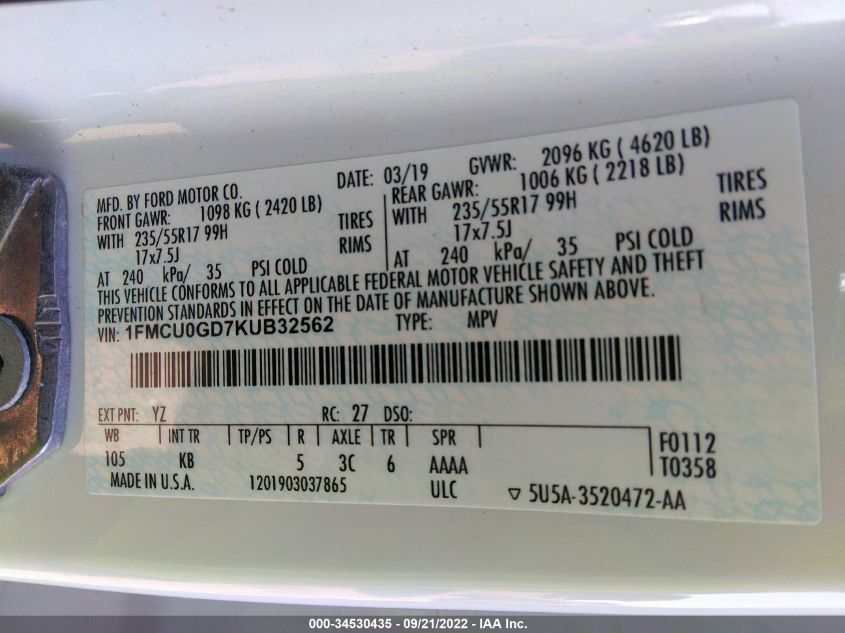 MFD. BY FORD MOTOR CO. DATE: 03/19 GVWR: 2096 KG ( 4620 LB)
FRONT GAWR: 1098 KG ( 2420 LB) REAR GAWR: 1006 KG ( 2218 LB)
WITH 235/55R17 99H TIRES WITH 235/55R17 99H TIRES
17x7.5J RIMS 17x7.5J RIMS
AT 240 kPa/ 35 PSI COLD AT 240 kPa/ 35 PSI COLD
THIS VEHICLE CONFORMS TO ALL APPLICABLE FEDERAL MOTOR VEHICLE SAFETY AND THEFT
PREVENTION STANDARDS IN EFFECT ON THE DATE OF MANUFACTURE SHOWN ABOVE.
VIN: 1FMCU0GD7KUB32562 TYPE: MPV
EXT PNT: YZ RC: 27 DSO:
WB INT TR TP/PS R AXLE TR SPR F0112
105 KB 5 3C 6 AAAA T0358
MADE IN U.S.A. 1201903037865 ULC ▽ 5U5A-3520472-AA
000-34530435 - 09/21/2022 - IAA Inc.